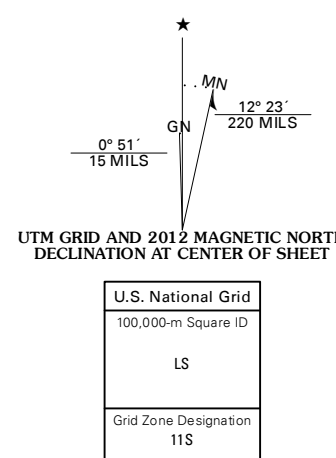 ★
MN
GN
12° 23´
220 MILS
0° 51´
15 MILS
UTM GRID AND 2012 MAGNETIC NORTH
DECLINATION AT CENTER OF SHEET
U.S. National Grid
100,000-m Square ID
LS
Grid Zone Designation
11S